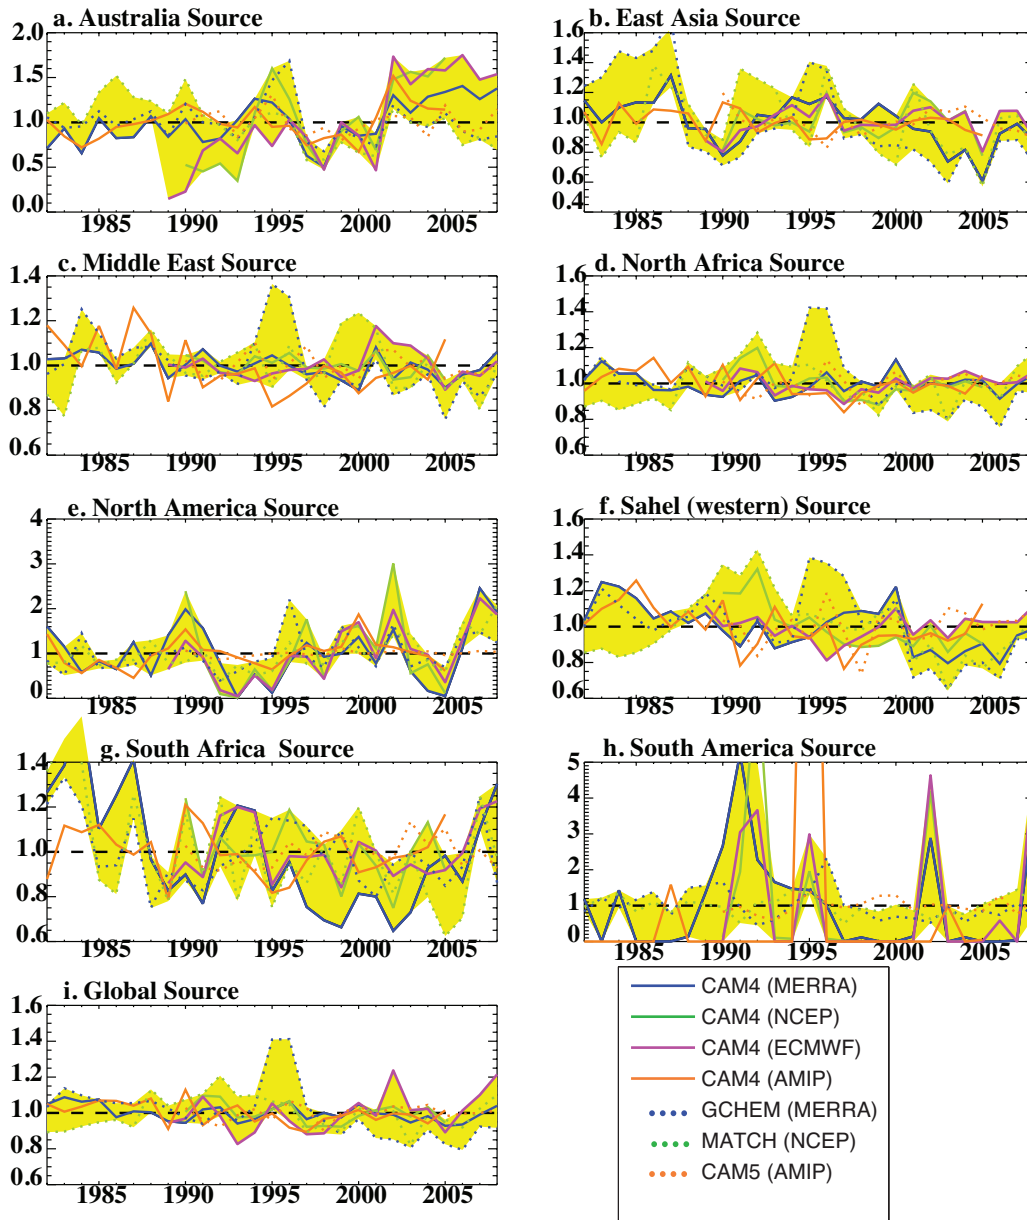 a. Australia Source
2.0
1.5
1.0
0.5
0.0
1985 1990 1995 2000 2005
b. East Asia Source
1.6
1.4
1.2
1.0
0.8
0.6
0.4
1985 1990 1995 2000 2005
c. Middle East Source
1.4
1.2
1.0
0.8
0.6
1985 1990 1995 2000 2005
d. North Africa Source
1.6
1.4
1.2
1.0
0.8
0.6
1985 1990 1995 2000 2005
e. North America Source
4
3
2
1
0
1985 1990 1995 2000 2005
f. Sahel (western) Source
1.6
1.4
1.2
1.0
0.8
0.6
1985 1990 1995 2000 2005
g. South Africa Source
1.4
1.2
1.0
0.8
0.6
1985 1990 1995 2000 2005
h. South America Source
5
4
3
2
1
0
1985 1990 1995 2000 2005
i. Global Source
1.6
1.4
1.2
1.0
0.8
0.6
1985 1990 1995 2000 2005
CAM4 (MERRA)
CAM4 (NCEP)
CAM4 (ECMWF)
CAM4 (AMIP)
GCHEM (MERRA)
MATCH (NCEP)
CAM5 (AMIP)